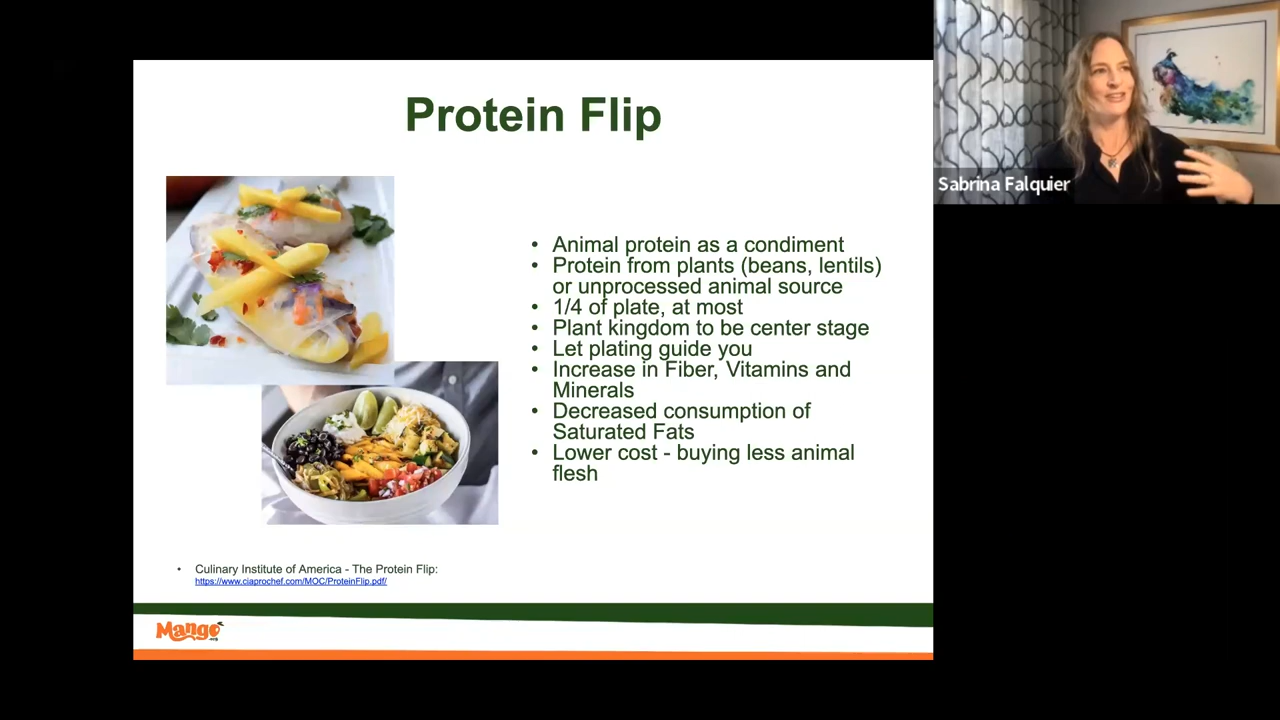 Protein Flip
• Animal protein as a condiment
• Protein from plants (beans, lentils)
or unprocessed animal source
• 1/4 of plate, at most
• Plant kingdom to be center stage
• Let plating guide you
• Increase in Fiber, Vitamins and
Minerals
• Decreased consumption of
Saturated Fats
• Lower cost - buying less animal
flesh
• Culinary Institute of America - The Protein Flip:
https://www.ciaprochef.com/MOC/ProteinFlip.pdf/
Mango
.org
Sabrina Falquier